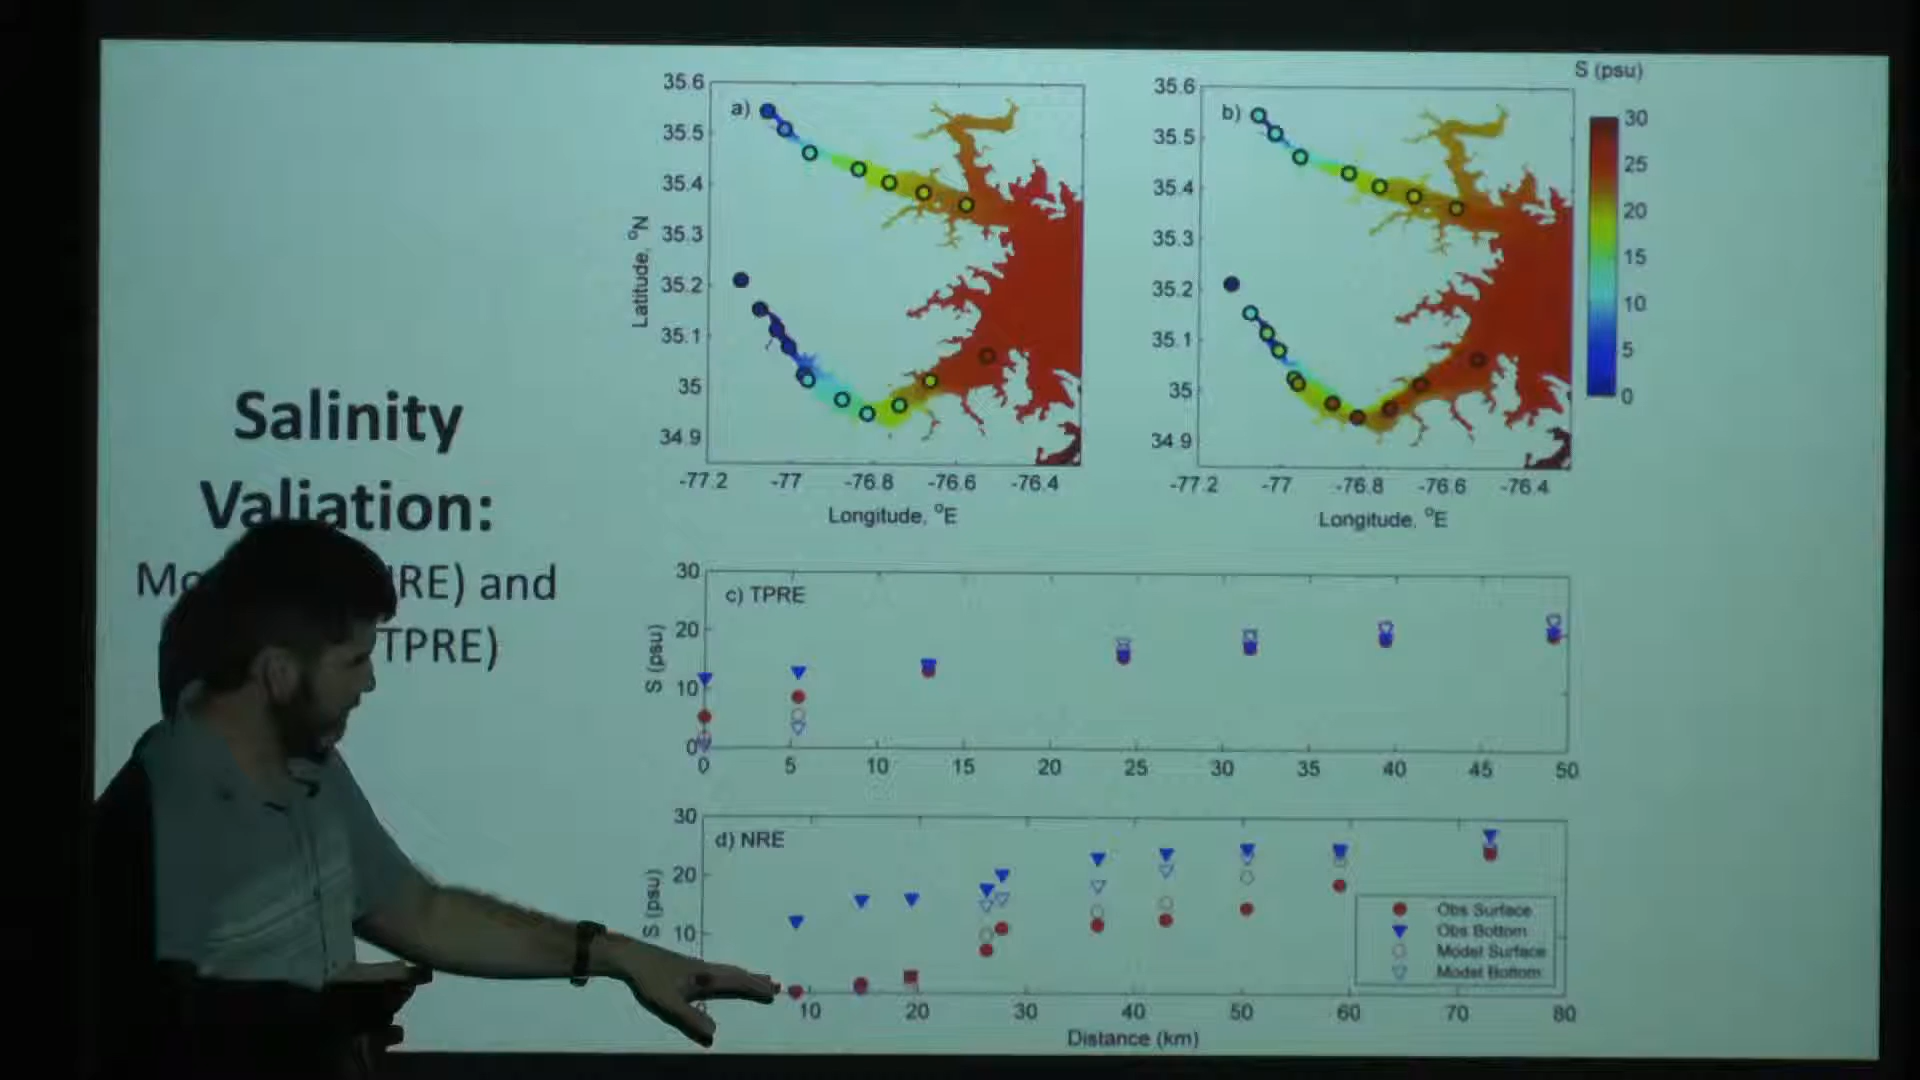 Salinity
Valiation:
RE) and
TPRE)
a)
35.6
35.5
35.4
35.3
35.2
35.1
35
34.9
Latitude, °N
-77.2 -77 -76.8 -76.6 -76.4
Longitude, °E
b)
35.6
35.5
35.4
35.3
35.2
35.1
35
34.9
-77.2 -77 -76.8 -76.6 -76.4
Longitude, °E
S (psu)
30
25
20
15
10
5
0
c) TPRE
30
20
10
0
S (psu)
0 5 10 15 20 25 30 35 40 45 50
d) NRE
30
20
10
S (psu)
10 20 30 40 50 60 70 80
Distance (km)
Obs Surface
Obs Bottom
Model Surface
Model Bottom